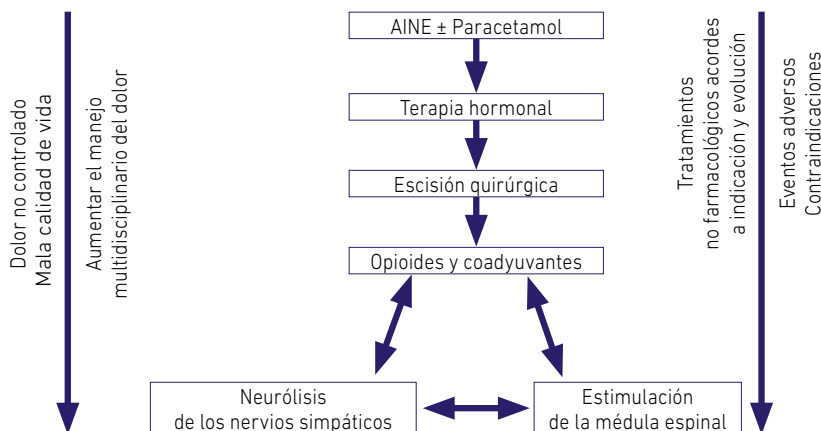 AINE ± Paracetamol
Terapia hormonal
Escisión quirúrgica
Opioides y coadyuvantes
Neurólisis
de los nervios simpáticos
Estimulación
de la médula espinal
Dolor no controlado
Mala calidad de vida
Aumentar el manejo
multidisciplinario del dolor
Tratamientos
no farmacológicos acordes
a indicación y evolución
Eventos adversos
Contraindicaciones